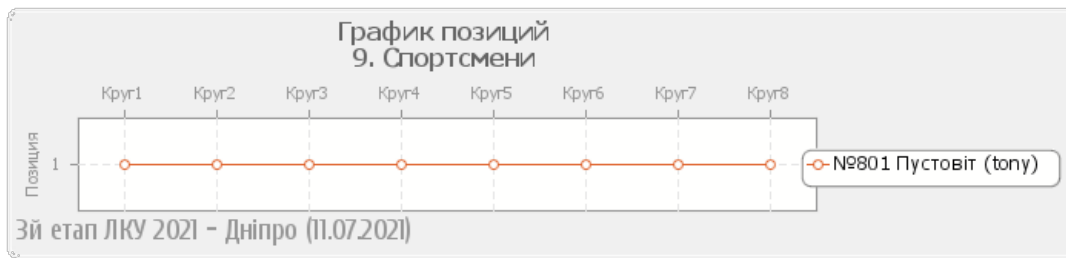 График позиций
9. Спортсмени
Круг1 Круг2 Круг3 Круг4 Круг5 Круг6 Круг7 Круг8
Позиция
1
№801 Пустовіт (tony)
3й етап ЛКУ 2021 - Дніпро (11.07.2021)